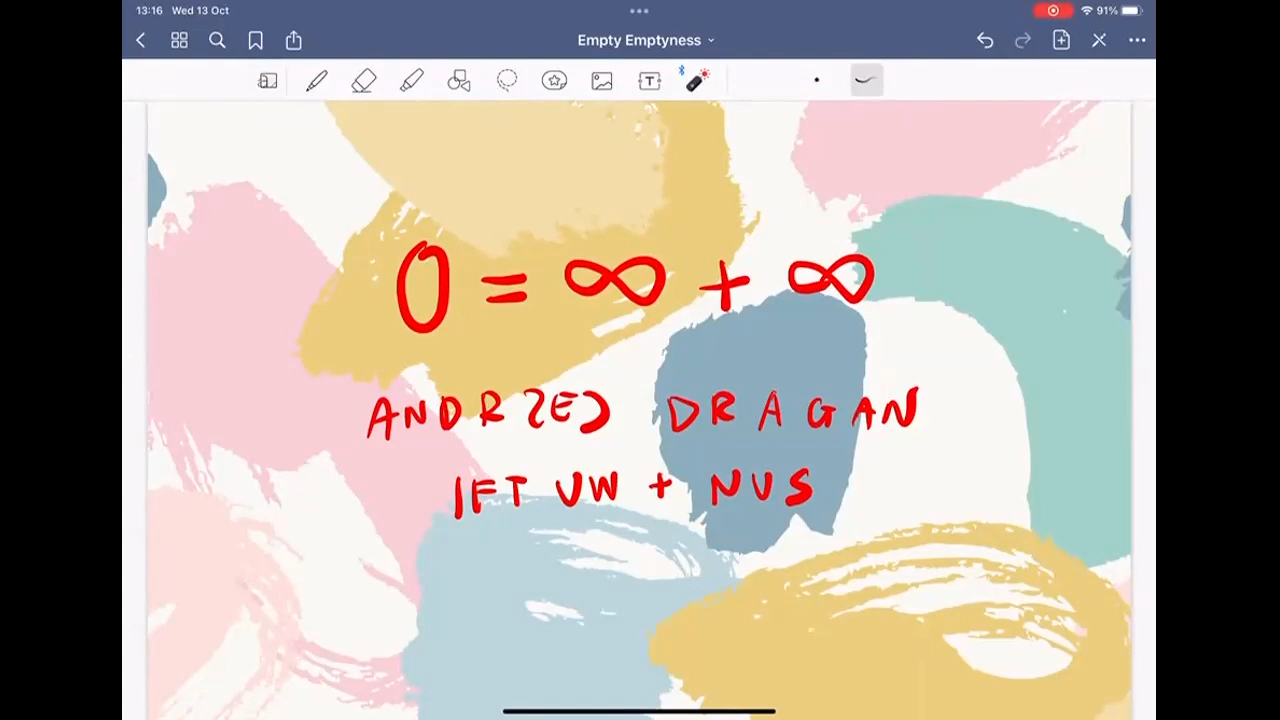 13:16 Wed 13 Oct 91%
Empty Emptyness
T
0 = ∞ + ∞
ANDRZEJ DRAGAN
IFT UW + NUS